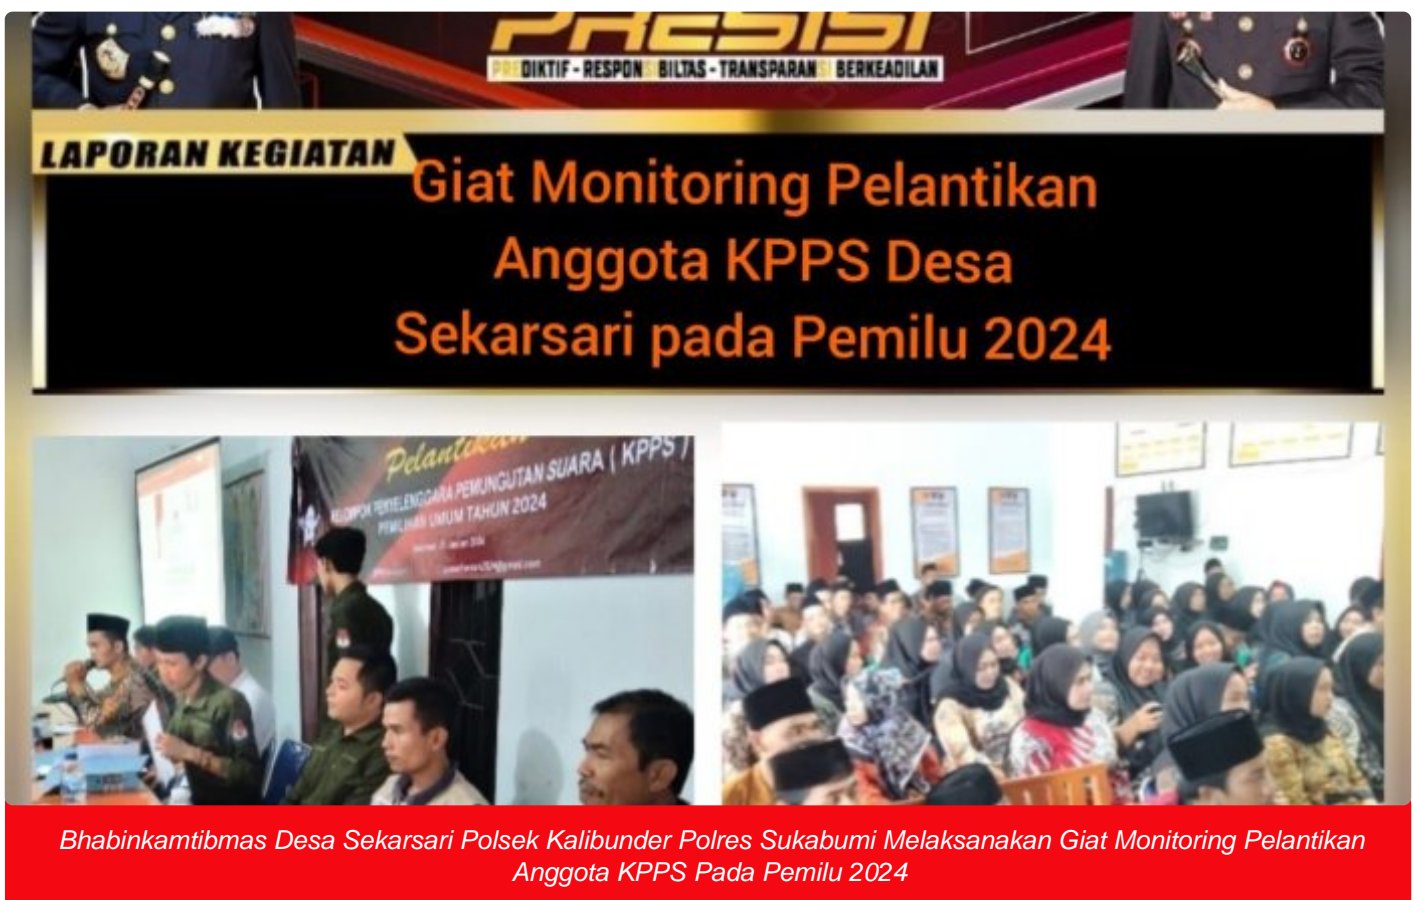 PRESISI
PREDIKTIF - RESPONSIBILTAS - TRANSPARANSI BERKEADILAN
LAPORAN KEGIATAN
Giat Monitoring Pelantikan
Anggota KPPS Desa
Sekarsari pada Pemilu 2024
Pelantikan
KELOMPOK PENYELENGGARA PEMUNGUTAN SUARA ( KPPS )
PEMILIHAN UMUM TAHUN 2024
Bhabinkamtibmas Desa Sekarsari Polsek Kalibunder Polres Sukabumi Melaksanakan Giat Monitoring Pelantikan
Anggota KPPS Pada Pemilu 2024